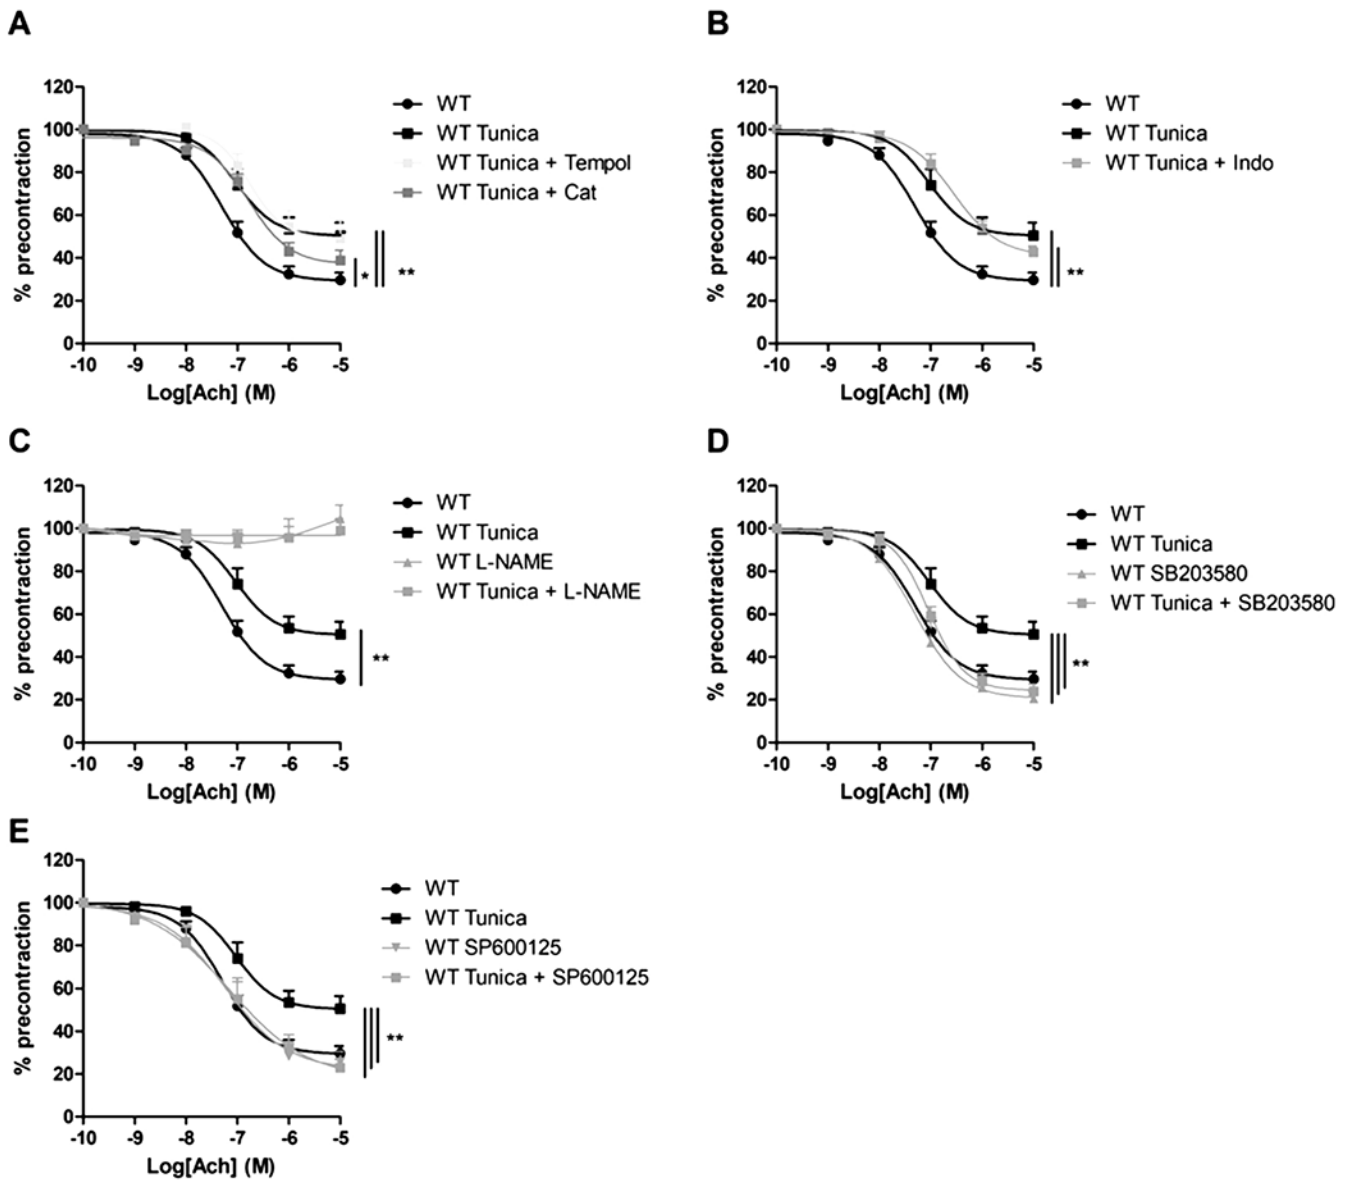 A
% precontraction
120
100
80
60
40
20
0
-10 -9 -8 -7 -6 -5
Log[Ach] (M)
WT
WT Tunica
WT Tunica + Tempol
WT Tunica + Cat
*
**
B
% precontraction
120
100
80
60
40
20
0
-10 -9 -8 -7 -6 -5
Log[Ach] (M)
WT
WT Tunica
WT Tunica + Indo
**
C
% precontraction
120
100
80
60
40
20
0
-10 -9 -8 -7 -6 -5
Log[Ach] (M)
WT
WT Tunica
WT L-NAME
WT Tunica + L-NAME
**
D
% precontraction
120
100
80
60
40
20
0
-10 -9 -8 -7 -6 -5
Log[Ach] (M)
WT
WT Tunica
WT SB203580
WT Tunica + SB203580
**
E
% precontraction
120
100
80
60
40
20
0
-10 -9 -8 -7 -6 -5
Log[Ach] (M)
WT
WT Tunica
WT SP600125
WT Tunica + SP600125
**